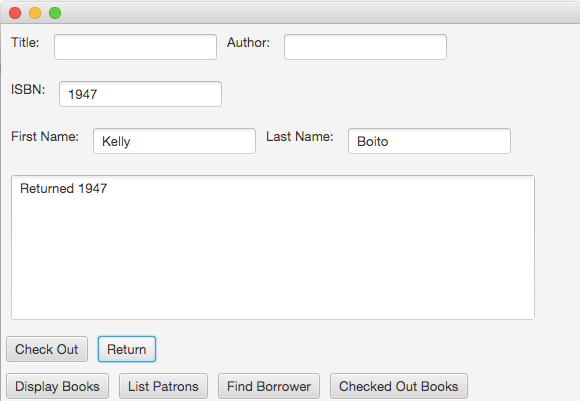 Title: Author:
ISBN: 1947
First Name: Kelly Last Name: Boito
Returned 1947
Check Out Return
Display Books List Patrons Find Borrower Checked Out Books